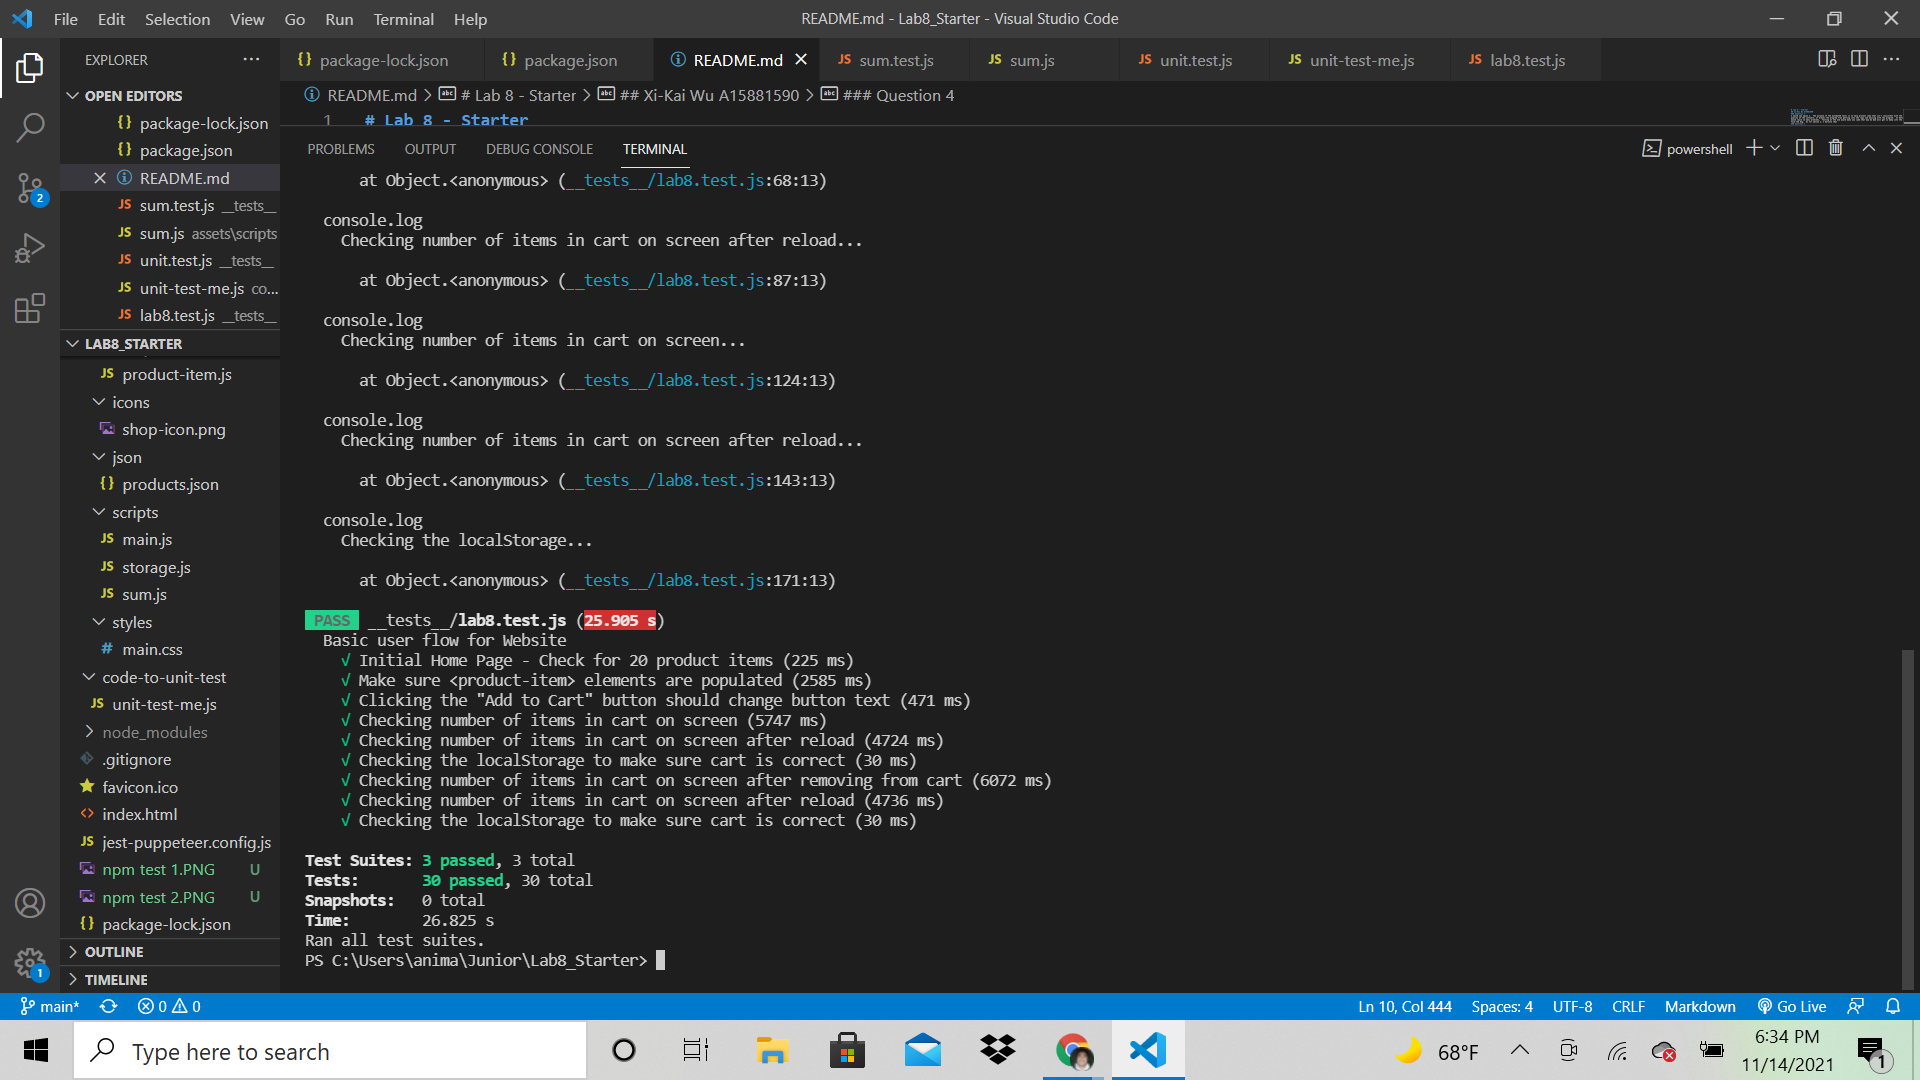 File Edit Selection View Go Run Terminal Help
README.md - Lab8_Starter - Visual Studio Code
EXPLORER
package-lock.json package.json README.md sum.test.js sum.js unit.test.js unit-test-me.js lab8.test.js
OPEN EDITORS
package-lock.json
package.json
README.md
sum.test.js __tests__
sum.js assets\scripts
unit.test.js __tests__
unit-test-me.js co...
lab8.test.js __tests__
LAB8_STARTER
product-item.js
icons
shop-icon.png
json
products.json
scripts
main.js
storage.js
sum.js
styles
main.css
code-to-unit-test
unit-test-me.js
node_modules
.gitignore
favicon.ico
index.html
jest-puppeteer.config.js
npm test 1.PNG U
npm test 2.PNG U
package-lock.json
OUTLINE
TIMELINE
README.md > # Lab 8 - Starter > ## Xi-Kai Wu A15881590 > ### Question 4
1 # Lab 8 - Starter
PROBLEMS OUTPUT DEBUG CONSOLE TERMINAL
powershell
at Object.<anonymous> (__tests__/lab8.test.js:68:13)
console.log
Checking number of items in cart on screen after reload...
at Object.<anonymous> (__tests__/lab8.test.js:87:13)
console.log
Checking number of items in cart on screen...
at Object.<anonymous> (__tests__/lab8.test.js:124:13)
console.log
Checking number of items in cart on screen after reload...
at Object.<anonymous> (__tests__/lab8.test.js:143:13)
console.log
Checking the localStorage...
at Object.<anonymous> (__tests__/lab8.test.js:171:13)
PASS __tests__/lab8.test.js (25.905 s)
Basic user flow for Website
√ Initial Home Page - Check for 20 product items (225 ms)
√ Make sure <product-item> elements are populated (2585 ms)
√ Clicking the "Add to Cart" button should change button text (471 ms)
√ Checking number of items in cart on screen (5747 ms)
√ Checking number of items in cart on screen after reload (4724 ms)
√ Checking the localStorage to make sure cart is correct (30 ms)
√ Checking number of items in cart on screen after removing from cart (6072 ms)
√ Checking number of items in cart on screen after reload (4736 ms)
√ Checking the localStorage to make sure cart is correct (30 ms)
Test Suites: 3 passed, 3 total
Tests: 30 passed, 30 total
Snapshots: 0 total
Time: 26.825 s
Ran all test suites.
PS C:\Users\anima\Junior\Lab8_Starter>
2
1
main* 0 0
Ln 10, Col 444 Spaces: 4 UTF-8 CRLF Markdown Go Live
Type here to search
68°F
6:34 PM
11/14/2021
1